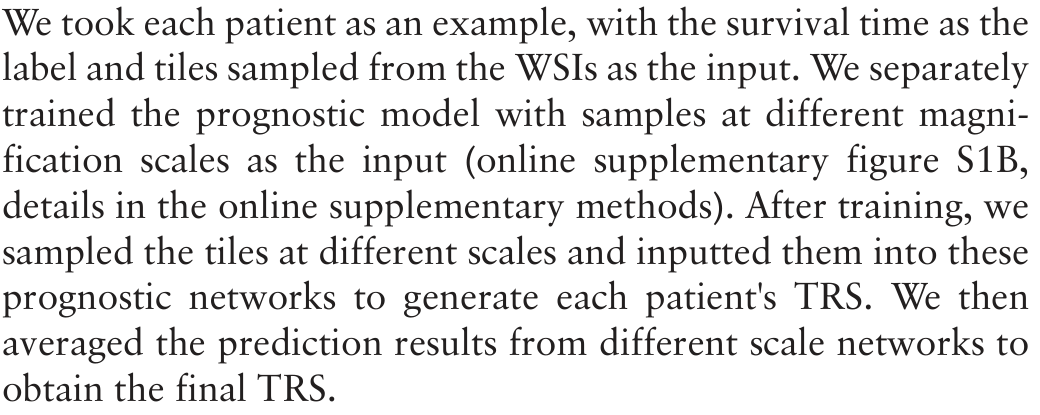 We took each patient as an example, with the survival time as the
label and tiles sampled from the WSIs as the input. We separately
trained the prognostic model with samples at different magni-
fication scales as the input (online supplementary figure S1B,
details in the online supplementary methods). After training, we
sampled the tiles at different scales and inputted them into these
prognostic networks to generate each patient's TRS. We then
averaged the prediction results from different scale networks to
obtain the final TRS.